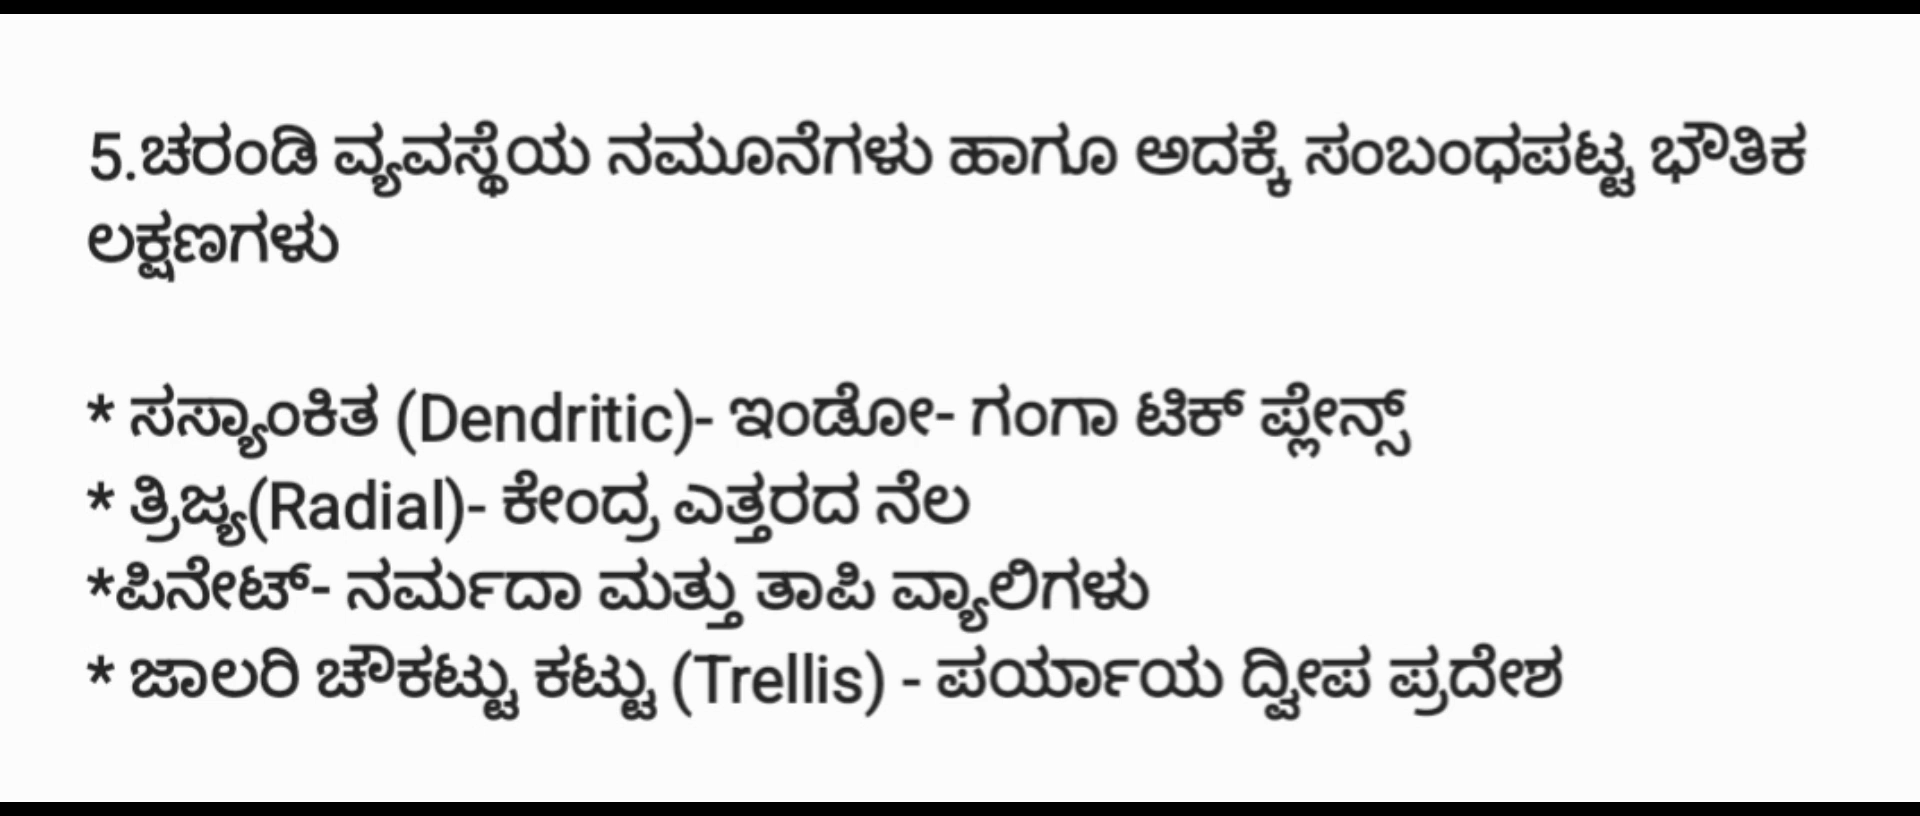 5.ಚರಂಡಿ ವ್ಯವಸ್ಥೆಯ ನಮೂನೆಗಳು ಹಾಗೂ ಅದಕ್ಕೆ ಸಂಬಂಧಪಟ್ಟ ಭೌತಿಕ
ಲಕ್ಷಣಗಳು
* ಸಸ್ಯಾಂಕಿತ (Dendritic)- ಇಂಡೋ- ಗಂಗಾ ಟಿಕ್ ಪ್ಲೇನ್ಸ್
* ತ್ರಿಜ್ಯ(Radial)- ಕೇಂದ್ರ ಎತ್ತರದ ನೆಲ
*ಪಿನೇಟ್- ನರ್ಮದಾ ಮತ್ತು ತಾಪಿ ವ್ಯಾಲಿಗಳು
* ಜಾಲರಿ ಚೌಕಟ್ಟು ಕಟ್ಟು (Trellis) - ಪರ್ಯಾಯ ದ್ವೀಪ ಪ್ರದೇಶ